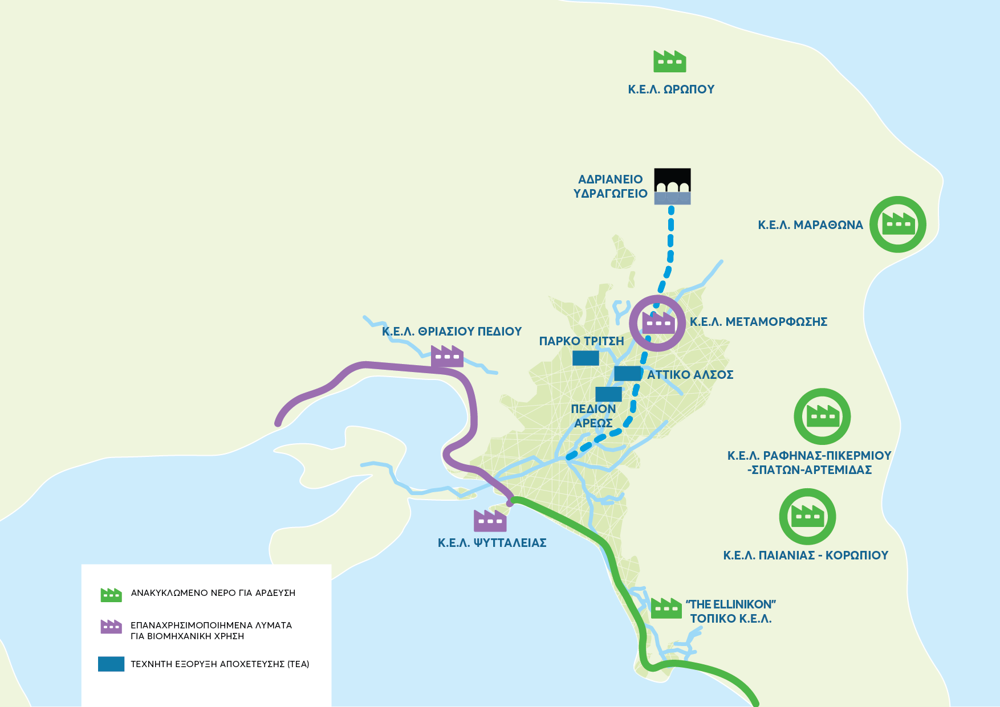 Κ.Ε.Λ. ΩΡΩΠΟΥ
ΑΔΡΙΑΝΕΙΟ
ΥΔΡΑΓΩΓΕΙΟ
Κ.Ε.Λ. ΜΑΡΑΘΩΝΑ
Κ.Ε.Λ. ΜΕΤΑΜΟΡΦΩΣΗΣ
Κ.Ε.Λ. ΘΡΙΑΣΙΟΥ ΠΕΔΙΟΥ
ΠΑΡΚΟ ΤΡΙΤΣΗ
ΑΤΤΙΚΟ ΑΛΣΟΣ
ΠΕΔΙΟΝ
ΑΡΕΩΣ
Κ.Ε.Λ. ΡΑΦΗΝΑΣ-ΠΙΚΕΡΜΙΟΥ
-ΣΠΑΤΩΝ-ΑΡΤΕΜΙΔΑΣ
Κ.Ε.Λ. ΨΥΤΤΑΛΕΙΑΣ
Κ.Ε.Λ. ΠΑΙΑΝΙΑΣ - ΚΟΡΩΠΙΟΥ
"THE ELLINIKON"
ΤΟΠΙΚΟ Κ.Ε.Λ.
ΑΝΑΚΥΚΛΩΜΕΝΟ ΝΕΡΟ ΓΙΑ ΑΡΔΕΥΣΗ
ΕΠΑΝΑΧΡΗΣΙΜΟΠΟΙΗΜΕΝΑ ΛΥΜΑΤΑ
ΓΙΑ ΒΙΟΜΗΧΑΝΙΚΗ ΧΡΗΣΗ
ΤΕΧΝΗΤΗ ΕΞΟΡΥΞΗ ΑΠΟΧΕΤΕΥΣΗΣ (ΤΕΑ)